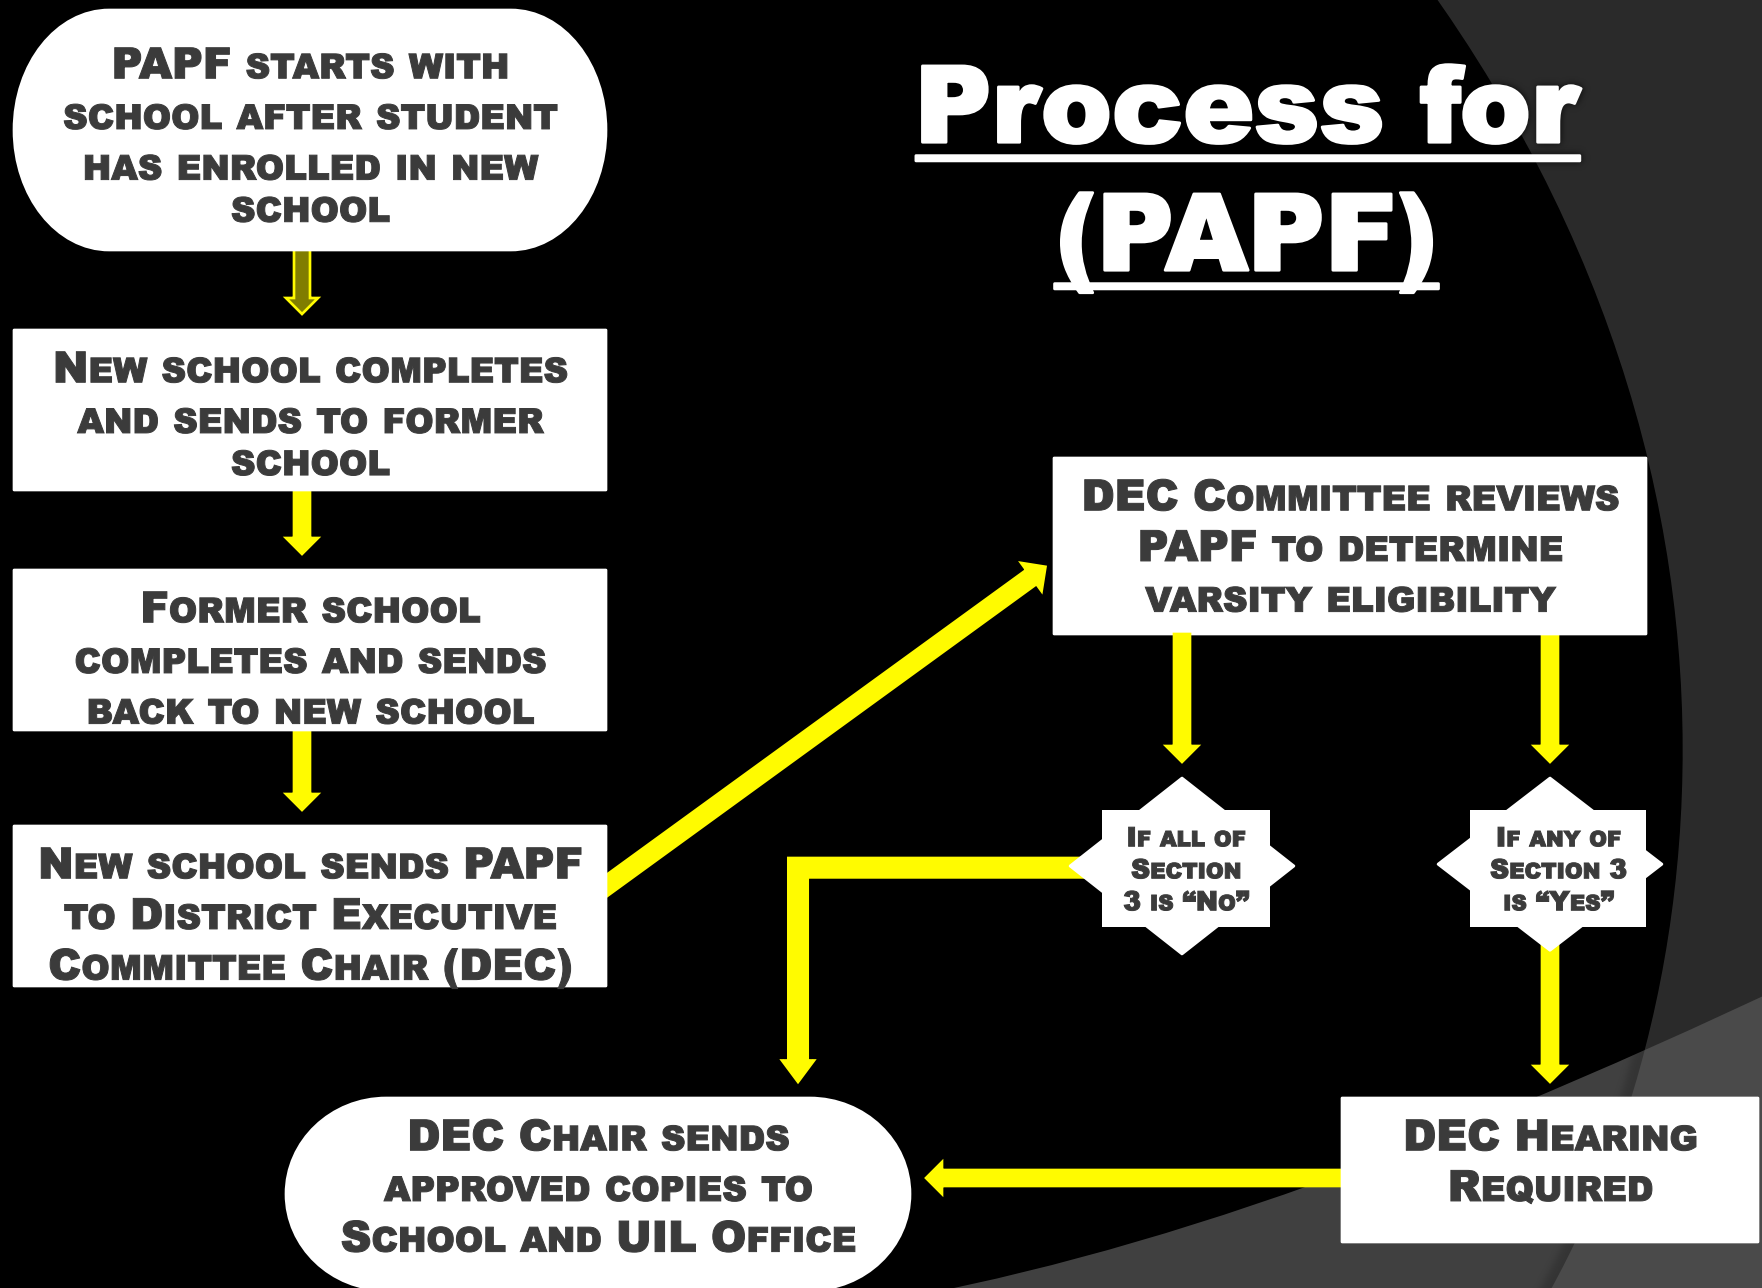 Process for
(PAPF)
PAPF starts with
school after student
has enrolled in new
school
New school completes
and sends to former
school
Former school
completes and sends
back to new school
New school sends PAPF
to District Executive
Committee Chair (DEC)
DEC Committee reviews
PAPF to determine
varsity eligibility
If all of
Section
3 is “No”
If any of
Section 3
is “Yes”
DEC Hearing
Required
DEC Chair sends
approved copies to
School and UIL Office